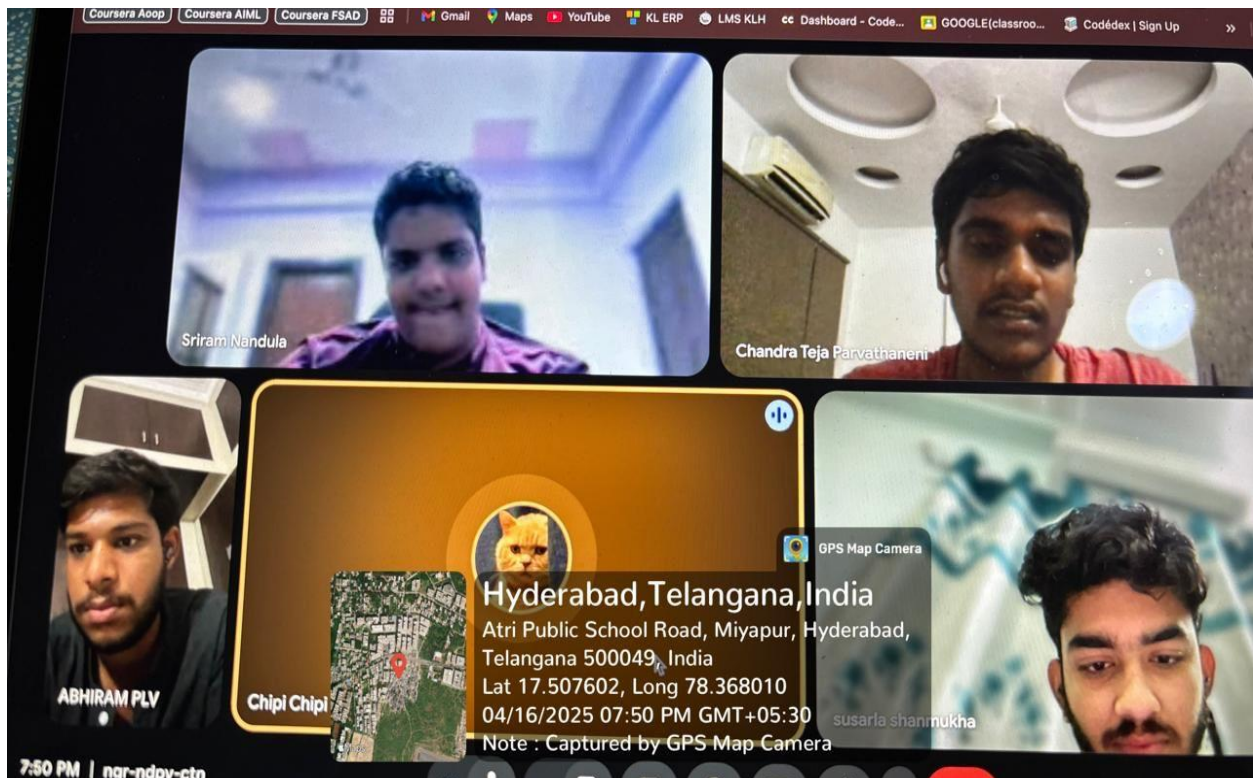 Coursera Aoop Coursera AIML Coursera FSAD Gmail Maps YouTube KL ERP LMS KLH cc Dashboard - Code... GOOGLE(classroo... Codédex | Sign Up »
Sriram Nandula
Chandra Teja Parvathaneni
ABHIRAM PLV
Chipi Chipi
susarla shanmukha
GPS Map Camera
Hyderabad,Telangana,India
Atri Public School Road, Miyapur, Hyderabad,
Telangana 500049, India
Lat 17.507602, Long 78.368010
04/16/2025 07:50 PM GMT+05:30
Note : Captured by GPS Map Camera
7:50 PM | ngr-ndpv-ctn